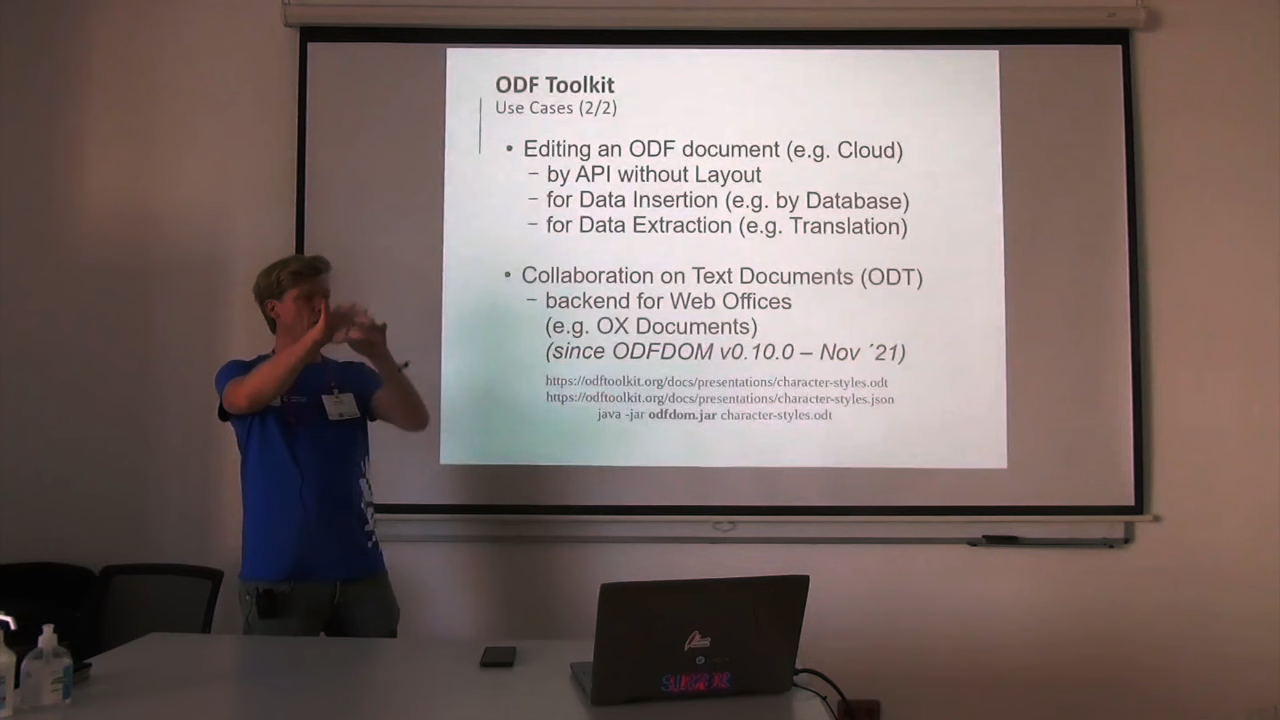 ODF Toolkit
Use Cases (2/2)
• Editing an ODF document (e.g. Cloud)
– by API without Layout
– for Data Insertion (e.g. by Database)
– for Data Extraction (e.g. Translation)
• Collaboration on Text Documents (ODT)
– backend for Web Offices
(e.g. OX Documents)
(since ODFDOM v0.10.0 – Nov ´21)
https://odftoolkit.org/docs/presentations/character-styles.odt
https://odftoolkit.org/docs/presentations/character-styles.json
java -jar odfdom.jar character-styles.odt